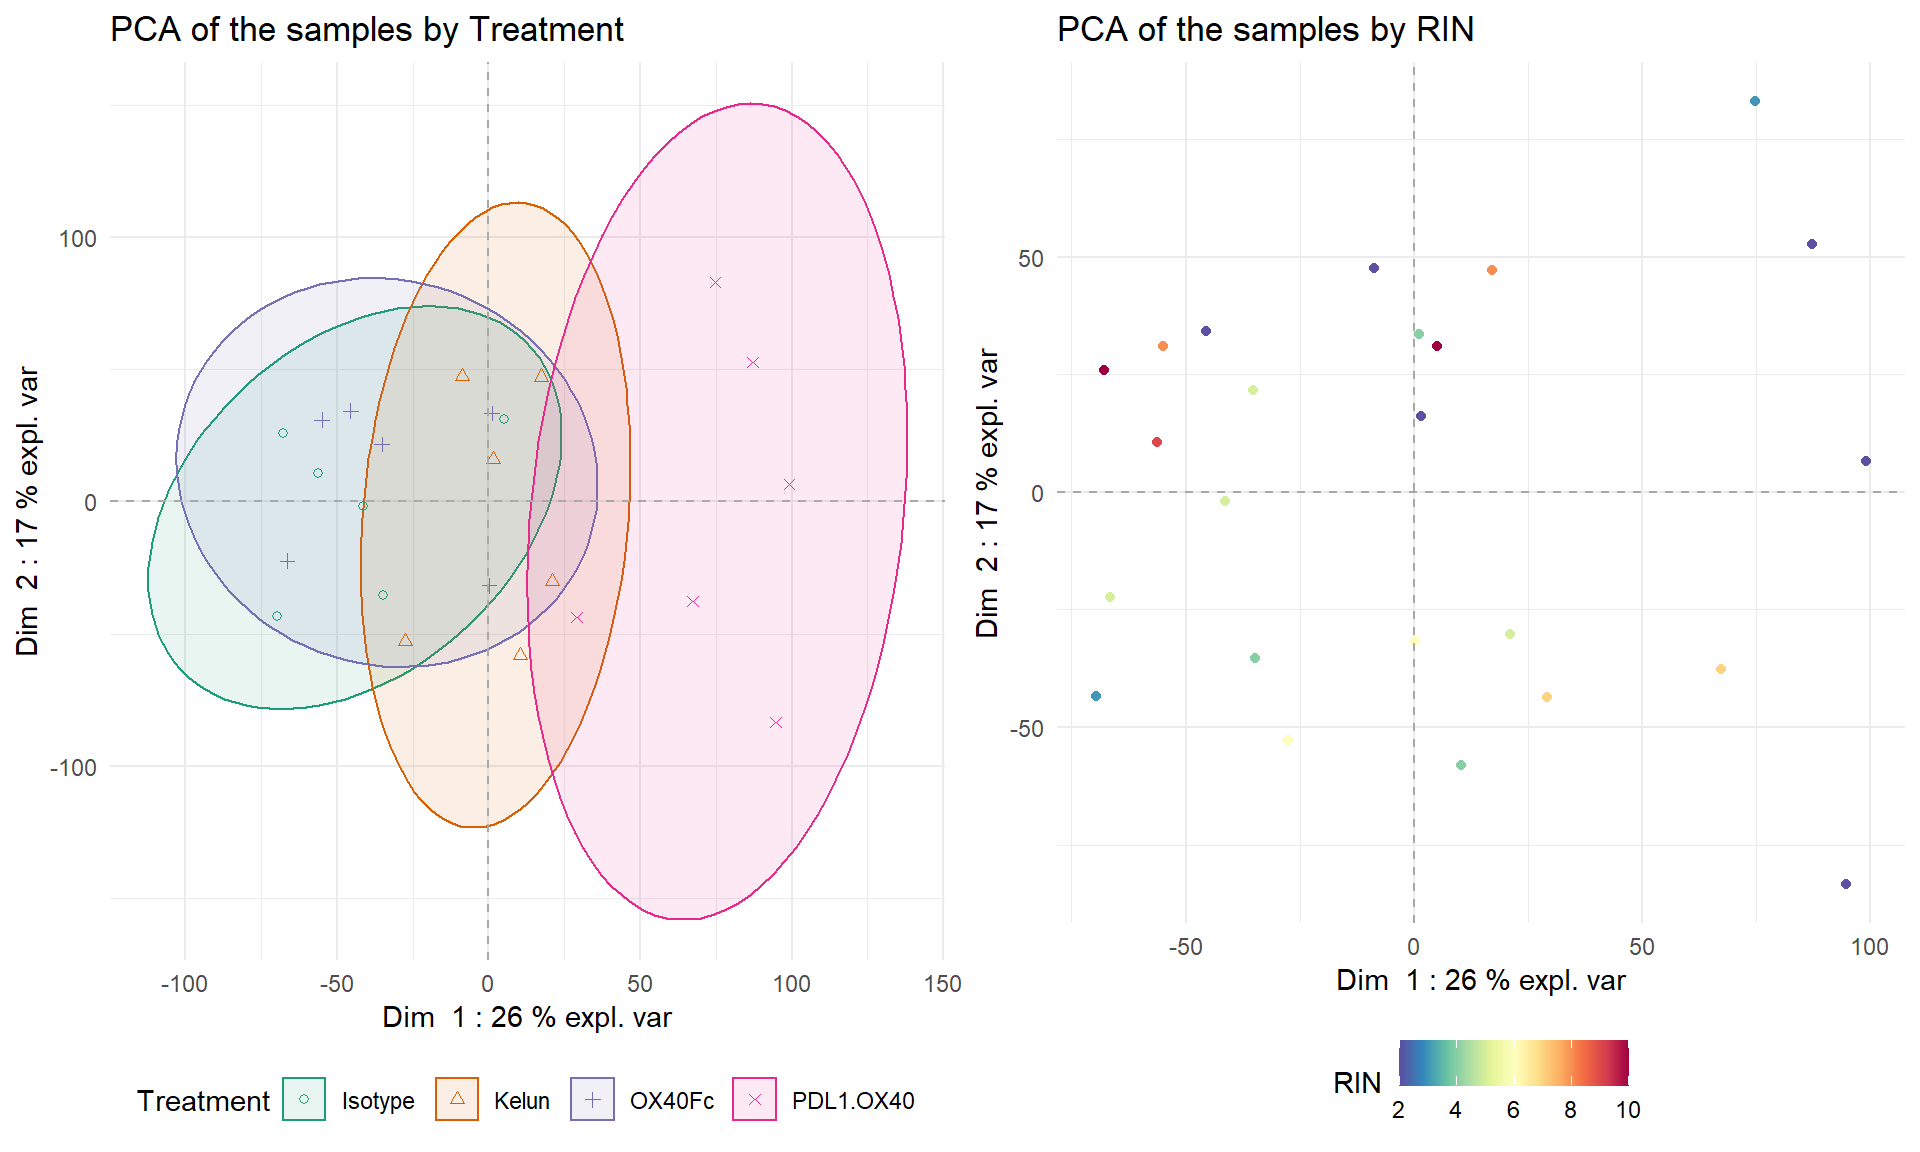 PCA of the samples by Treatment
Dim 2 : 17 % expl. var
100
0
-100
-100
-50
0
50
100
150
Dim 1 : 26 % expl. var
Treatment
Isotype
Kelun
OX40Fc
PDL1.OX40
PCA of the samples by RIN
Dim 2 : 17 % expl. var
50
0
-50
-50
0
50
100
Dim 1 : 26 % expl. var
RIN
2
4
6
8
10